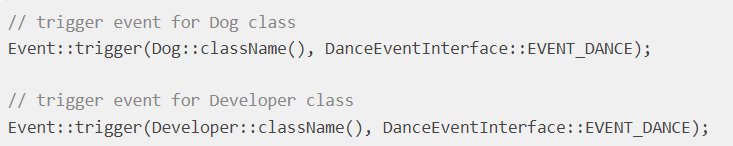 // trigger event for Dog class
Event::trigger(Dog::className(), DanceEventInterface::EVENT_DANCE);
// trigger event for Developer class
Event::trigger(Developer::className(), DanceEventInterface::EVENT_DANCE);